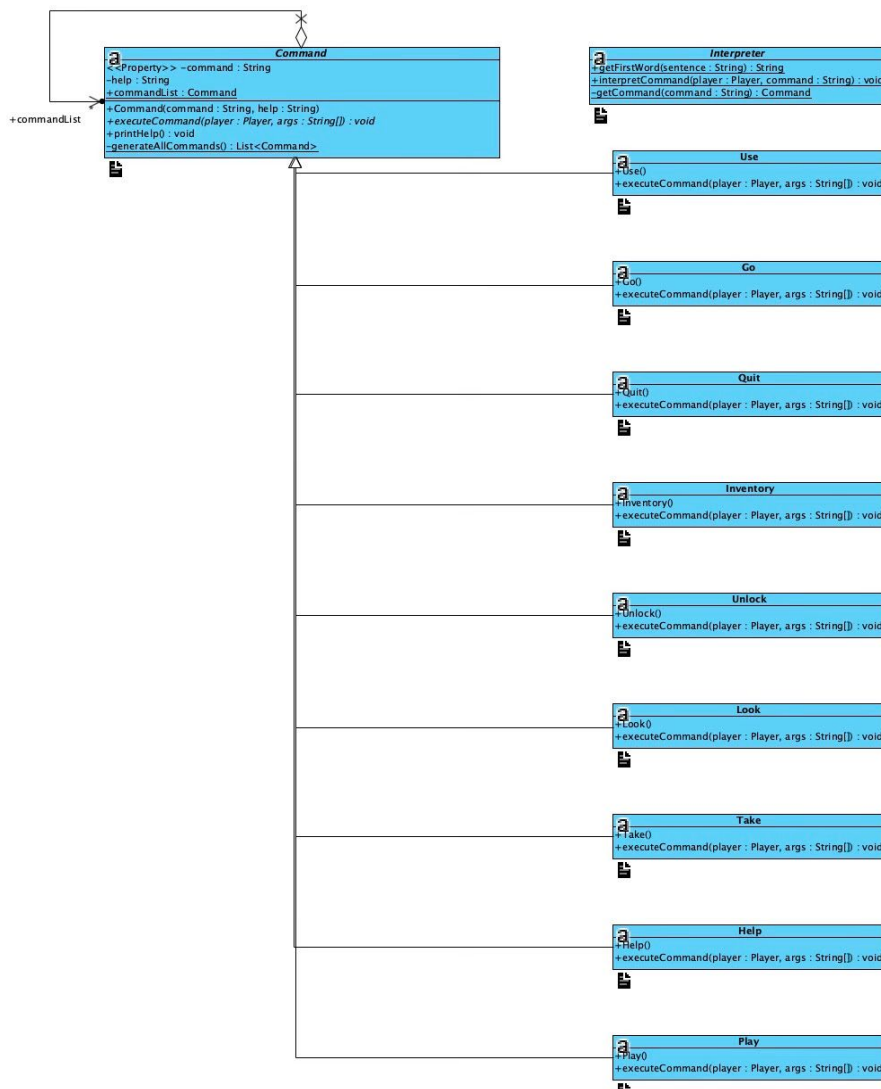 Command
<<Property>> -command : String
-help : String
+commandList : Command
+Command(command : String, help : String)
+executeCommand(player : Player, args : String[]) : void
+printHelp() : void
-generateAllCommands() : List<Command>
+commandList
Interpreter
+getFirstWord(sentence : String) : String
+interpretCommand(player : Player, command : String) : void
-getCommand(command : String) : Command
Use
+Use()
+executeCommand(player : Player, args : String[]) : void
Go
+Go()
+executeCommand(player : Player, args : String[]) : void
Quit
+Quit()
+executeCommand(player : Player, args : String[]) : void
Inventory
+Inventory()
+executeCommand(player : Player, args : String[]) : void
Unlock
+Unlock()
+executeCommand(player : Player, args : String[]) : void
Look
+Look()
+executeCommand(player : Player, args : String[]) : void
Take
+Take()
+executeCommand(player : Player, args : String[]) : void
Help
+Help()
+executeCommand(player : Player, args : String[]) : void
Play
+Play()
+executeCommand(player : Player, args : String[]) : void